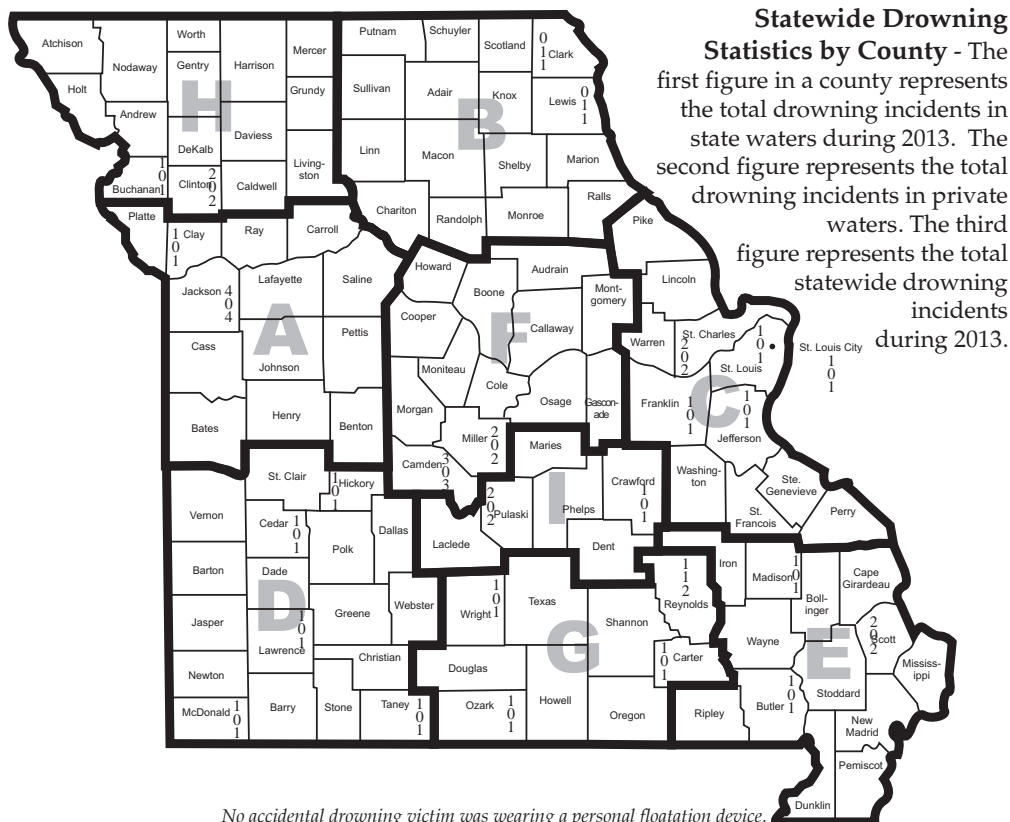 Statewide Drowning
Statistics by County - The
first figure in a county represents
the total drowning incidents in
state waters during 2013. The
second figure represents the total
drowning incidents in private
waters. The third
figure represents the total
statewide drowning
incidents
during 2013.
H
Atchison
Nodaway
Worth
Gentry
Harrison
Mercer
Grundy
Holt
Andrew
DeKalb
Daviess
Living-
ston
Buchanan
1
0
1
Clinton
2
0
2
Caldwell
B
Putnam
Schuyler
Scotland
Clark
0
1
1
Sullivan
Adair
Knox
Lewis
0
1
1
Linn
Macon
Shelby
Marion
Chariton
Randolph
Monroe
Ralls
A
Platte
Clay
1
0
1
Ray
Carroll
Jackson
4
0
4
Lafayette
Saline
Cass
Johnson
Pettis
Bates
Henry
Benton
F
Howard
Boone
Audrain
Mont-
gomery
Cooper
Callaway
Moniteau
Cole
Osage
Gascon-
ade
Morgan
Miller
2
0
2
Camden
3
0
3
C
Pike
Lincoln
Warren
St. Charles
2
0
2
St. Louis
1
0
1
St. Louis City
1
0
1
Franklin
1
0
1
Jefferson
1
0
1
Washing-
ton
Ste.
Genevieve
St.
Francois
Perry
I
Maries
Pulaski
2
0
2
Phelps
Crawford
1
0
1
Laclede
Dent
D
St. Clair
Hickory
1
0
1
Vernon
Cedar
1
0
1
Polk
Dallas
Barton
Dade
Greene
Webster
Jasper
Lawrence
1
0
1
Christian
Newton
McDonald
1
0
1
Barry
Stone
Taney
1
0
1
G
Wright
1
0
1
Texas
Shannon
Reynolds
1
1
2
Carter
1
0
1
Douglas
Ozark
1
0
1
Howell
Oregon
E
Iron
Madison
1
0
1
Boll-
inger
Cape
Girardeau
Wayne
Scott
2
0
2
Mississ-
ippi
Stoddard
Butler
1
0
1
Ripley
New
Madrid
Pemiscot
Dunklin
No accidental drowning victim was wearing a personal floatation device.